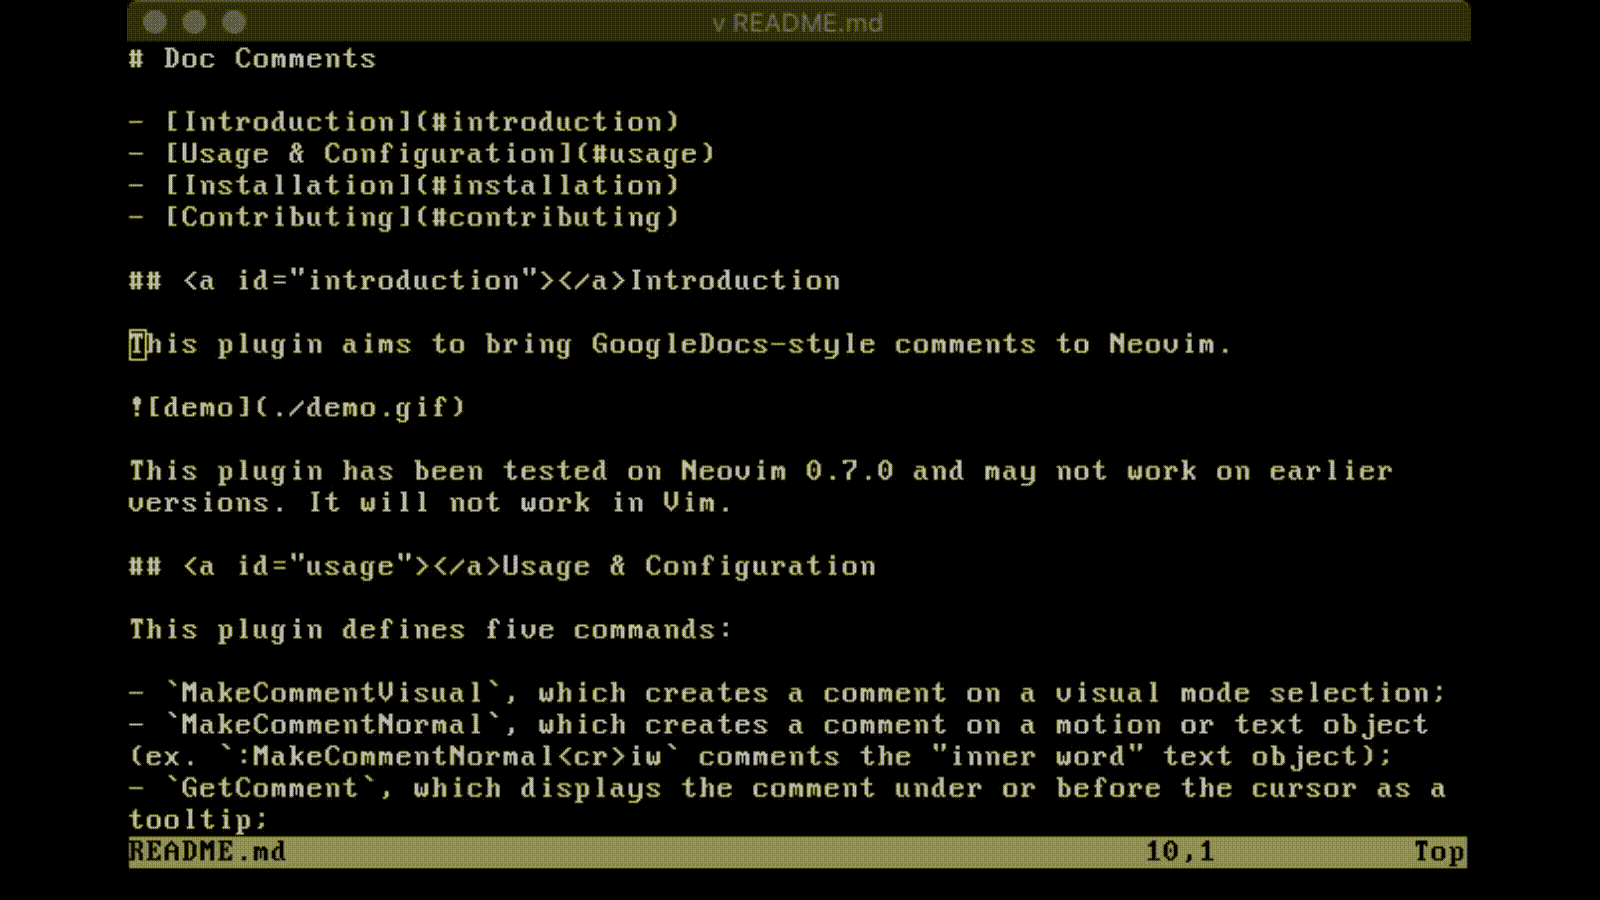 v README.md
# Doc Comments
- [Introduction](#introduction)
- [Usage & Configuration](#usage)
- [Installation](#installation)
- [Contributing](#contributing)
## <a id="introduction"></a>Introduction
This plugin aims to bring GoogleDocs-style comments to Neovim.
![demo](./demo.gif)
This plugin has been tested on Neovim 0.7.0 and may not work on earlier
versions. It will not work in Vim.
## <a id="usage"></a>Usage & Configuration
This plugin defines five commands:
- `MakeCommentVisual`, which creates a comment on a visual mode selection;
- `MakeCommentNormal`, which creates a comment on a motion or text object
(ex. `:MakeCommentNormal<cr>iw` comments the "inner word" text object);
- `GetComment`, which displays the comment under or before the cursor as a
tooltip;
README.md 10,1 Top